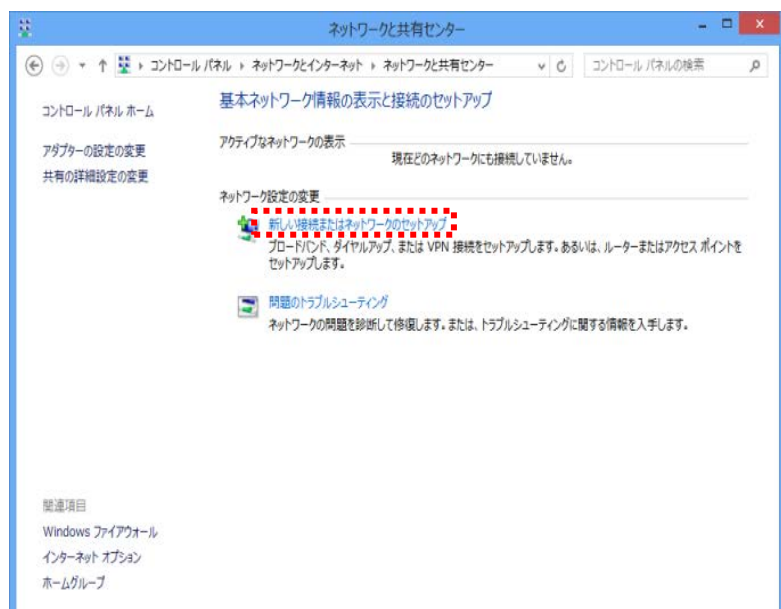 ネットワークと共有センター
コントロール パネル ▸ ネットワークとインターネット ▸ ネットワークと共有センター
コントロール パネルの検索
コントロール パネル ホーム
アダプターの設定の変更
共有の詳細設定の変更
基本ネットワーク情報の表示と接続のセットアップ
アクティブなネットワークの表示
現在どのネットワークにも接続していません。
ネットワーク設定の変更
新しい接続またはネットワークのセットアップ
ブロードバンド、ダイヤルアップ、または VPN 接続をセットアップします。あるいは、ルーターまたはアクセス ポイントを
セットアップします。
問題のトラブルシューティング
ネットワークの問題を診断して修復します。または、トラブルシューティングに関する情報を入手します。
関連項目
Windows ファイアウォール
インターネット オプション
ホームグループ